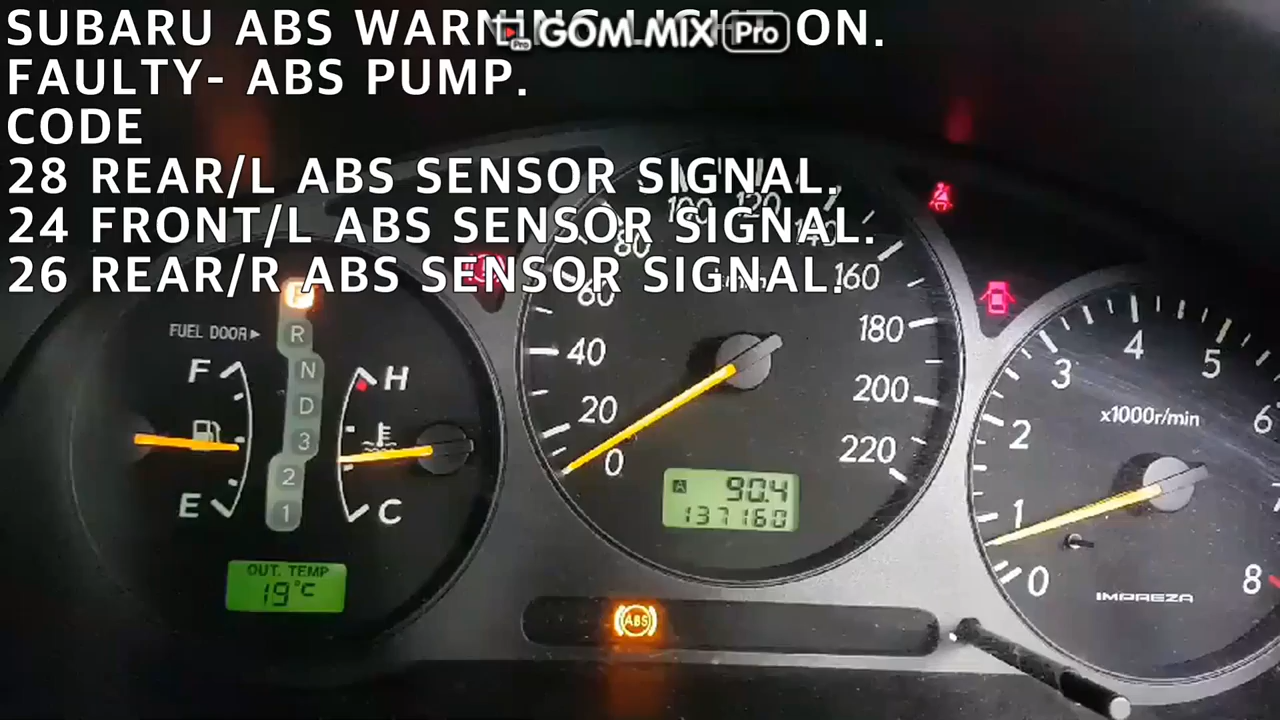 SUBARU ABS WARNING LIGHT ON.
GOM MIX Pro
FAULTY- ABS PUMP.
CODE
28 REAR/L ABS SENSOR SIGNAL.
24 FRONT/L ABS SENSOR SIGNAL.
26 REAR/R ABS SENSOR SIGNAL.
FUEL DOOR▶
P
R
N
D
3
2
1
F
E
H
C
OUT. TEMP
19°C
0
20
40
60
80
100
120
140
160
180
200
220
A 90.4
137160
ABS
0
1
2
3
4
5
6
8
x1000r/min
IMPREZA